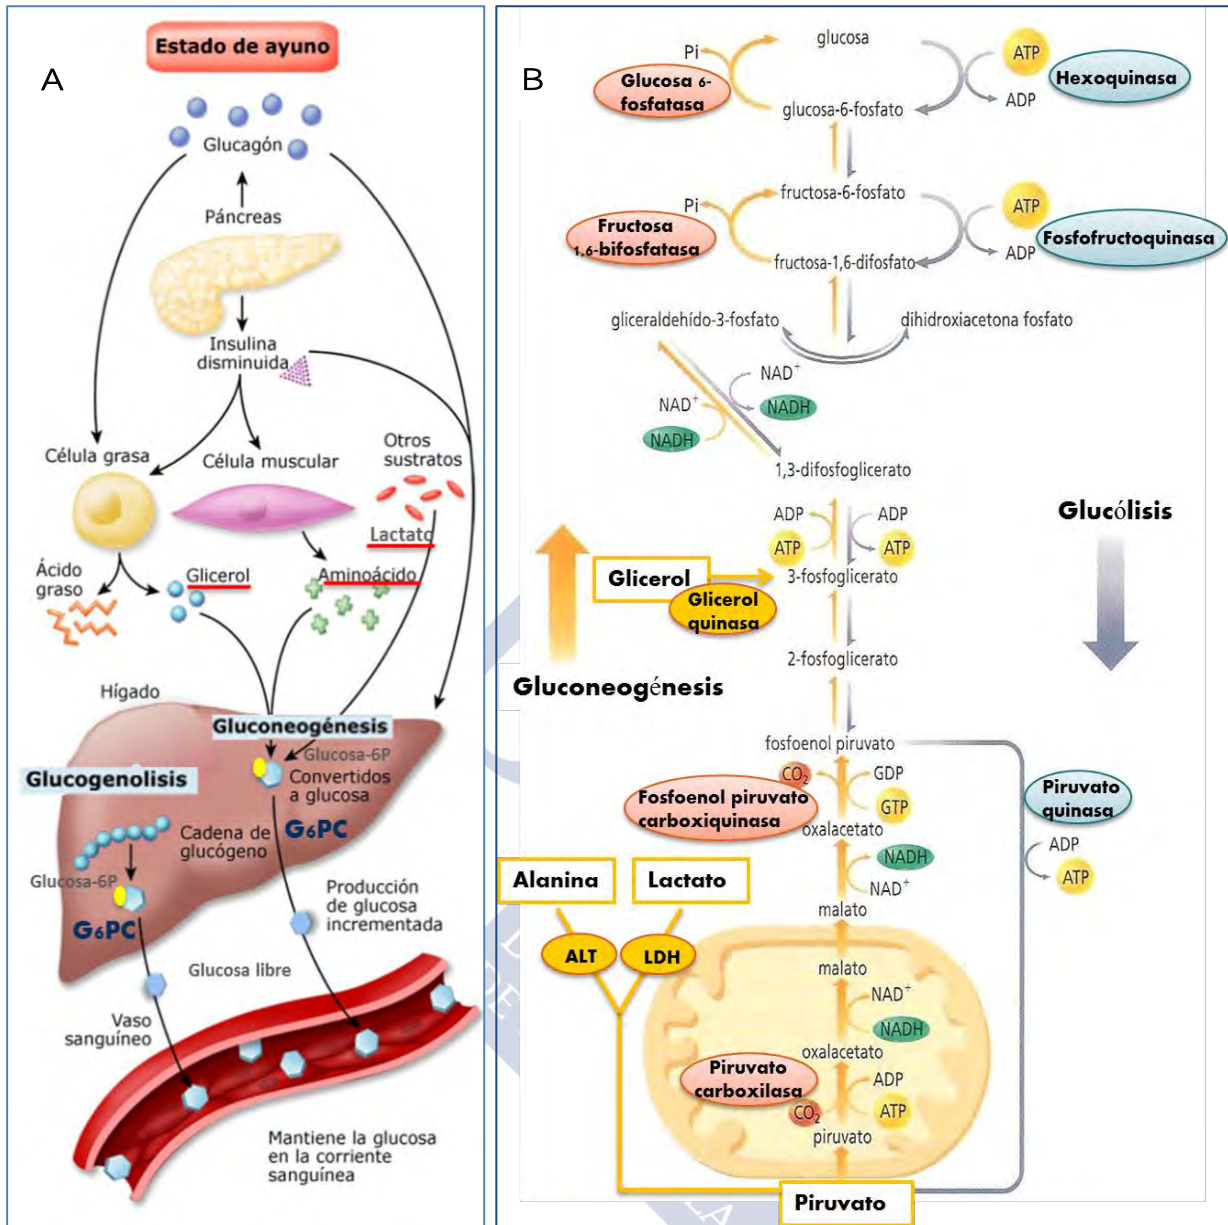 A
Estado de ayuno
Glucagón
Páncreas
Insulina
disminuida
Célula grasa
Célula muscular
Otros
sustratos
Lactato
Ácido
graso
Glicerol
Aminoácido
Hígado
Gluconeogénesis
Glucosa-6P
Convertidos
a glucosa
G6PC
Glucogenolisis
Cadena de
glucógeno
Glucosa-6P
G6PC
Producción
de glucosa
incrementada
Glucosa libre
Vaso
sanguíneo
Mantiene la glucosa
en la corriente
sanguínea
B
glucosa
Pi
ATP
Hexoquinasa
Glucosa 6-
fosfatasa
ADP
glucosa-6-fosfato
fructosa-6-fosfato
Pi
ATP
Fructosa
1,6-bifosfatasa
Fosfofructoquinasa
ADP
fructosa-1,6-difosfato
gliceraldehído-3-fosfato
dihidroxiacetona fosfato
NAD+
NADH
NAD+
NADH
1,3-difosfoglicerato
ADP
ADP
ATP
ATP
Glucólisis
Glicerol
3-fosfoglicerato
Glicerol
quinasa
2-fosfoglicerato
Gluconeogénesis
fosfoenol piruvato
CO2
GDP
GTP
Fosfoenol piruvato
carboxiquinasa
Piruvato
quinasa
oxalacetato
ADP
ATP
NADH
NAD+
Alanina
Lactato
malato
ALT
LDH
malato
NAD+
NADH
oxalacetato
Piruvato
carboxilasa
ADP
ATP
CO2
piruvato
Piruvato